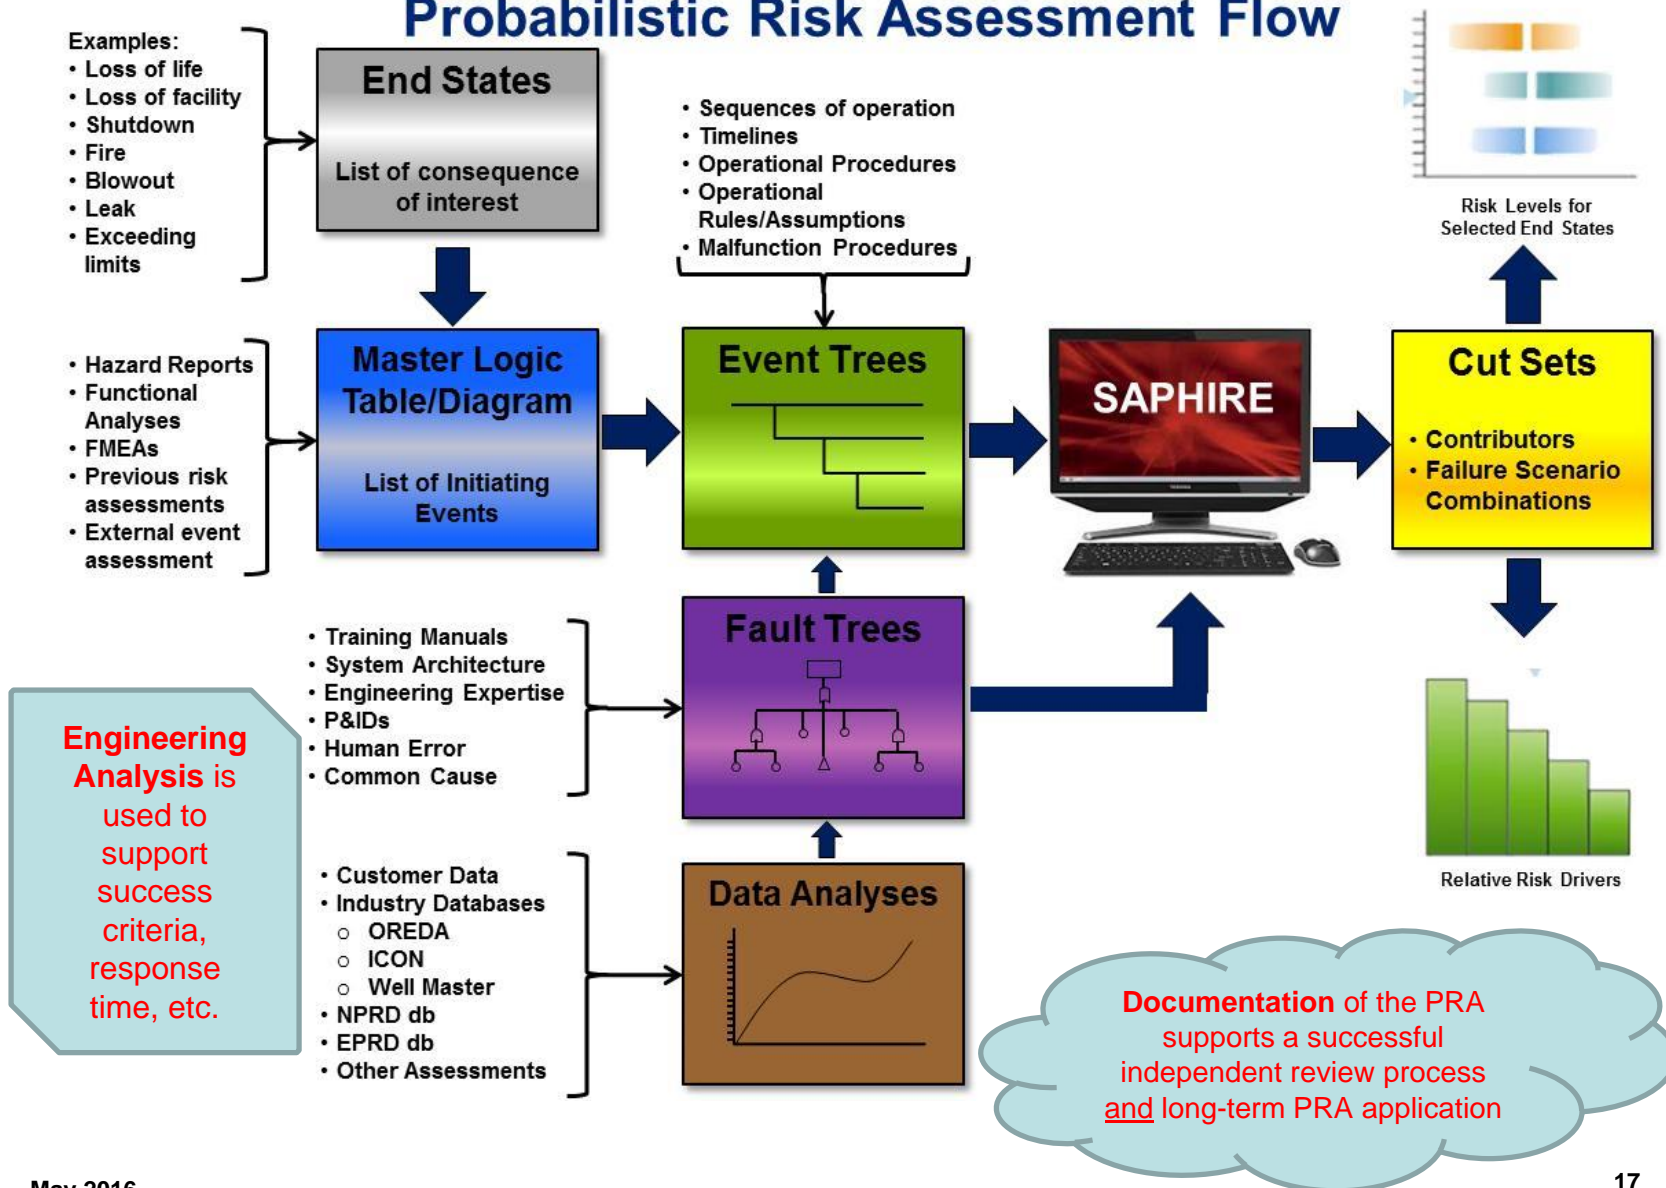 Probabilistic Risk Assessment Flow
Examples:
• Loss of life
• Loss of facility
• Shutdown
• Fire
• Blowout
• Leak
• Exceeding
limits
End States
List of consequence
of interest
• Sequences of operation
• Timelines
• Operational Procedures
• Operational
Rules/Assumptions
• Malfunction Procedures
Risk Levels for
Selected End States
• Hazard Reports
• Functional
Analyses
• FMEAs
• Previous risk
assessments
• External event
assessment
Master Logic
Table/Diagram
List of Initiating
Events
Event Trees
SAPHIRE
TOSHIBA
Cut Sets
• Contributors
• Failure Scenario
Combinations
• Training Manuals
• System Architecture
• Engineering Expertise
• P&IDs
• Human Error
• Common Cause
Fault Trees
Relative Risk Drivers
Engineering
Analysis is
used to
support
success
criteria,
response
time, etc.
• Customer Data
• Industry Databases
o OREDA
o ICON
o Well Master
• NPRD db
• EPRD db
• Other Assessments
Data Analyses
Documentation of the PRA
supports a successful
independent review process
and long-term PRA application
May 2016
17